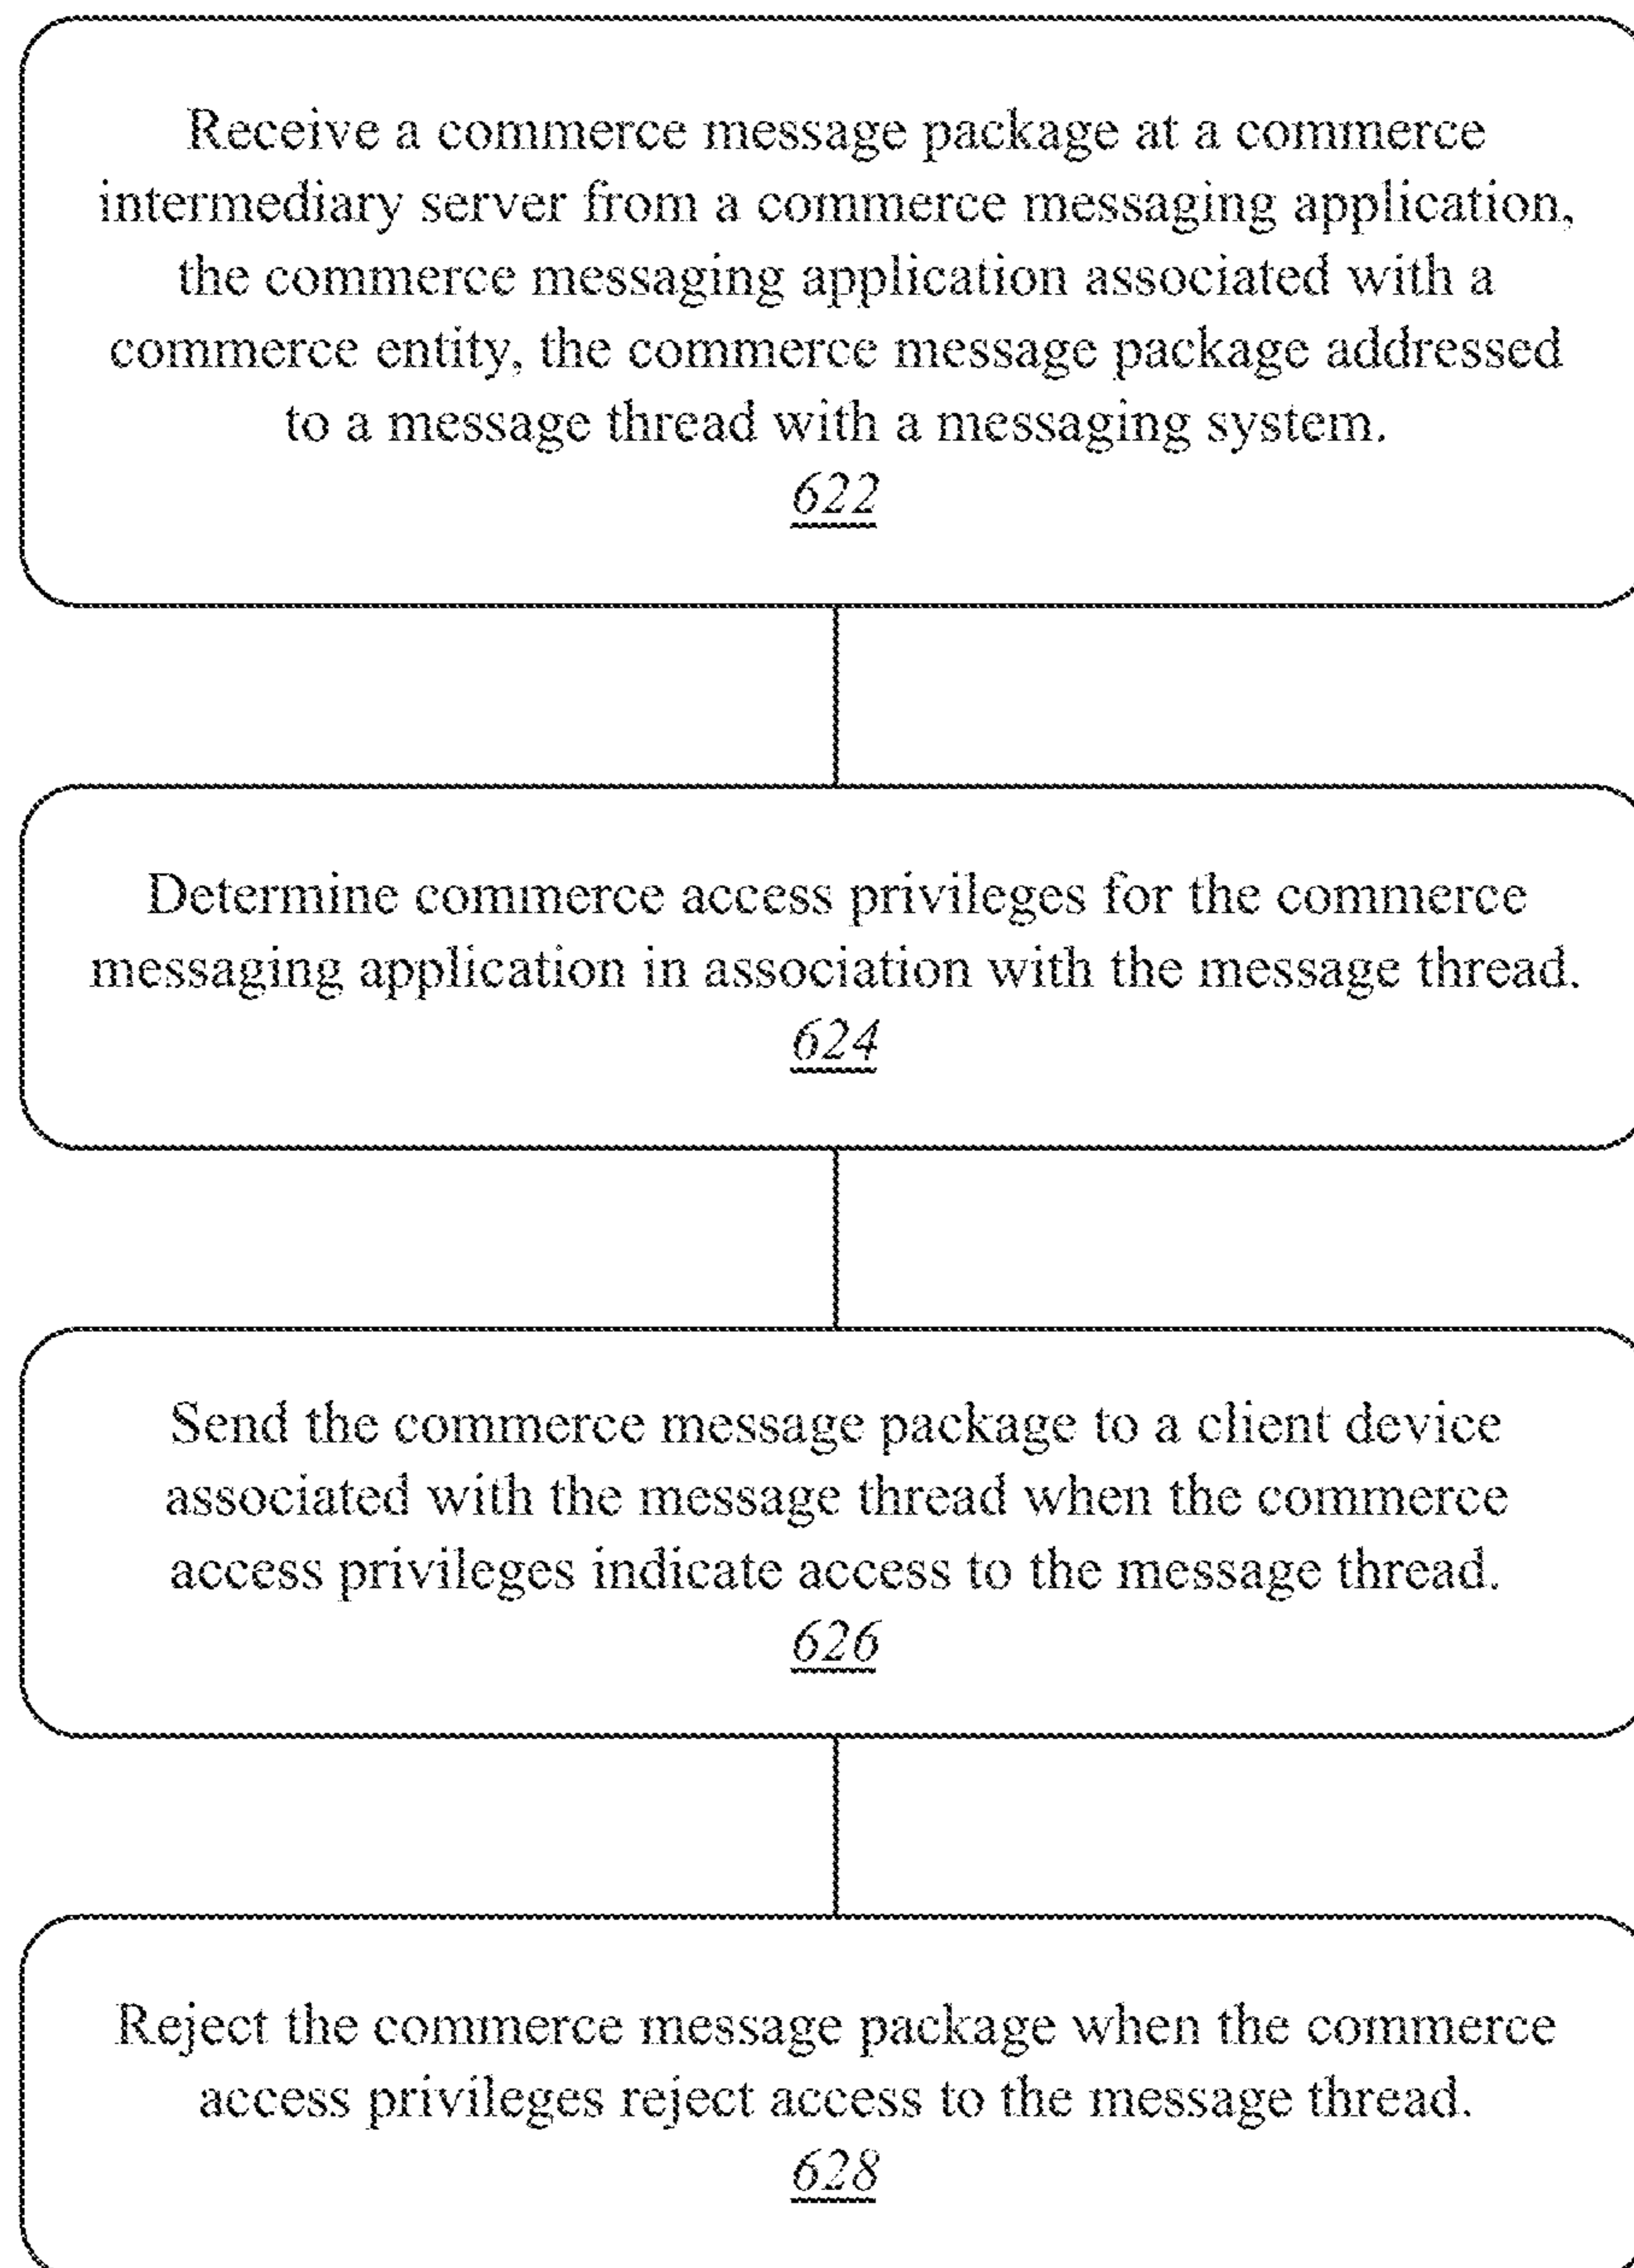 Receive a commerce message package at a commerce
intermediary server from a commerce messaging application,
the commerce messaging application associated with a
commerce entity, the commerce message package addressed
to a message thread with a messaging system.
622
Determine commerce access privileges for the commerce
messaging application in association with the message thread.
624
Send the commerce message package to a client device
associated with the message thread when the commerce
access privileges indicate access to the message thread.
626
Reject the commerce message package when the commerce
access privileges reject access to the message thread.
628